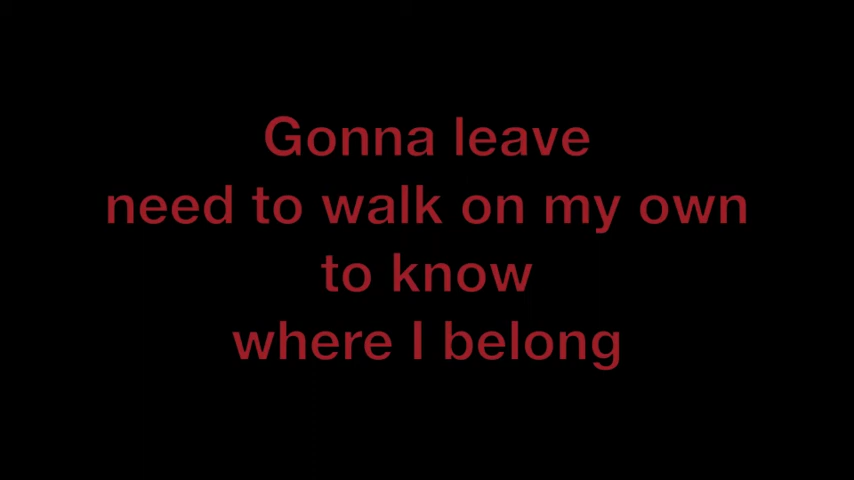 Gonna leave
need to walk on my own
to know
where I belong